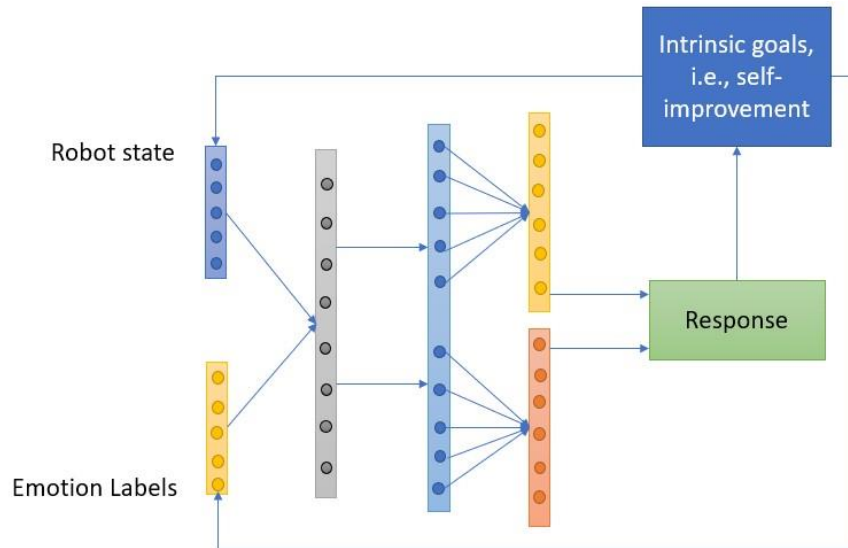 Intrinsic goals,
i.e., self-
improvement
Robot state
Response
Emotion Labels